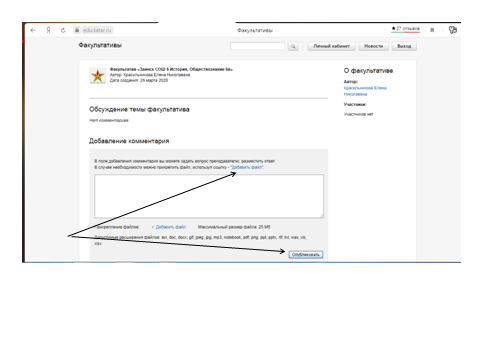 Я edu.tatar.ru Факультативы ★ 27 отзывов
Факультативы Личный кабинет Новости Выход
Факультатив «Заинск СОШ 6 История, Обществознание 6»
Автор: Красильникова Елена Николаевна
Дата создания: 26 марта 2020
О факультативе
Автор:
Красильникова Елена
Николаевна
Участники:
Участников нет
Обсуждение темы факультатива
Нет комментариев
Добавление комментария
В поле добавления комментария вы можете задать вопрос преподавателю, разместить ответ
В случае необходимости можно прикрепить файл, используя ссылку - "Добавить файл".
Прикрепление файлов: + Добавить файл Максимальный размер файла: 25 Мб
Допустимые расширения файлов: avi, doc, docx, gif, jpeg, jpg, mp3, notebook, pdf, png, ppt, pptx, rtf, txt, wav, xls,
xlsx
Опубликовать